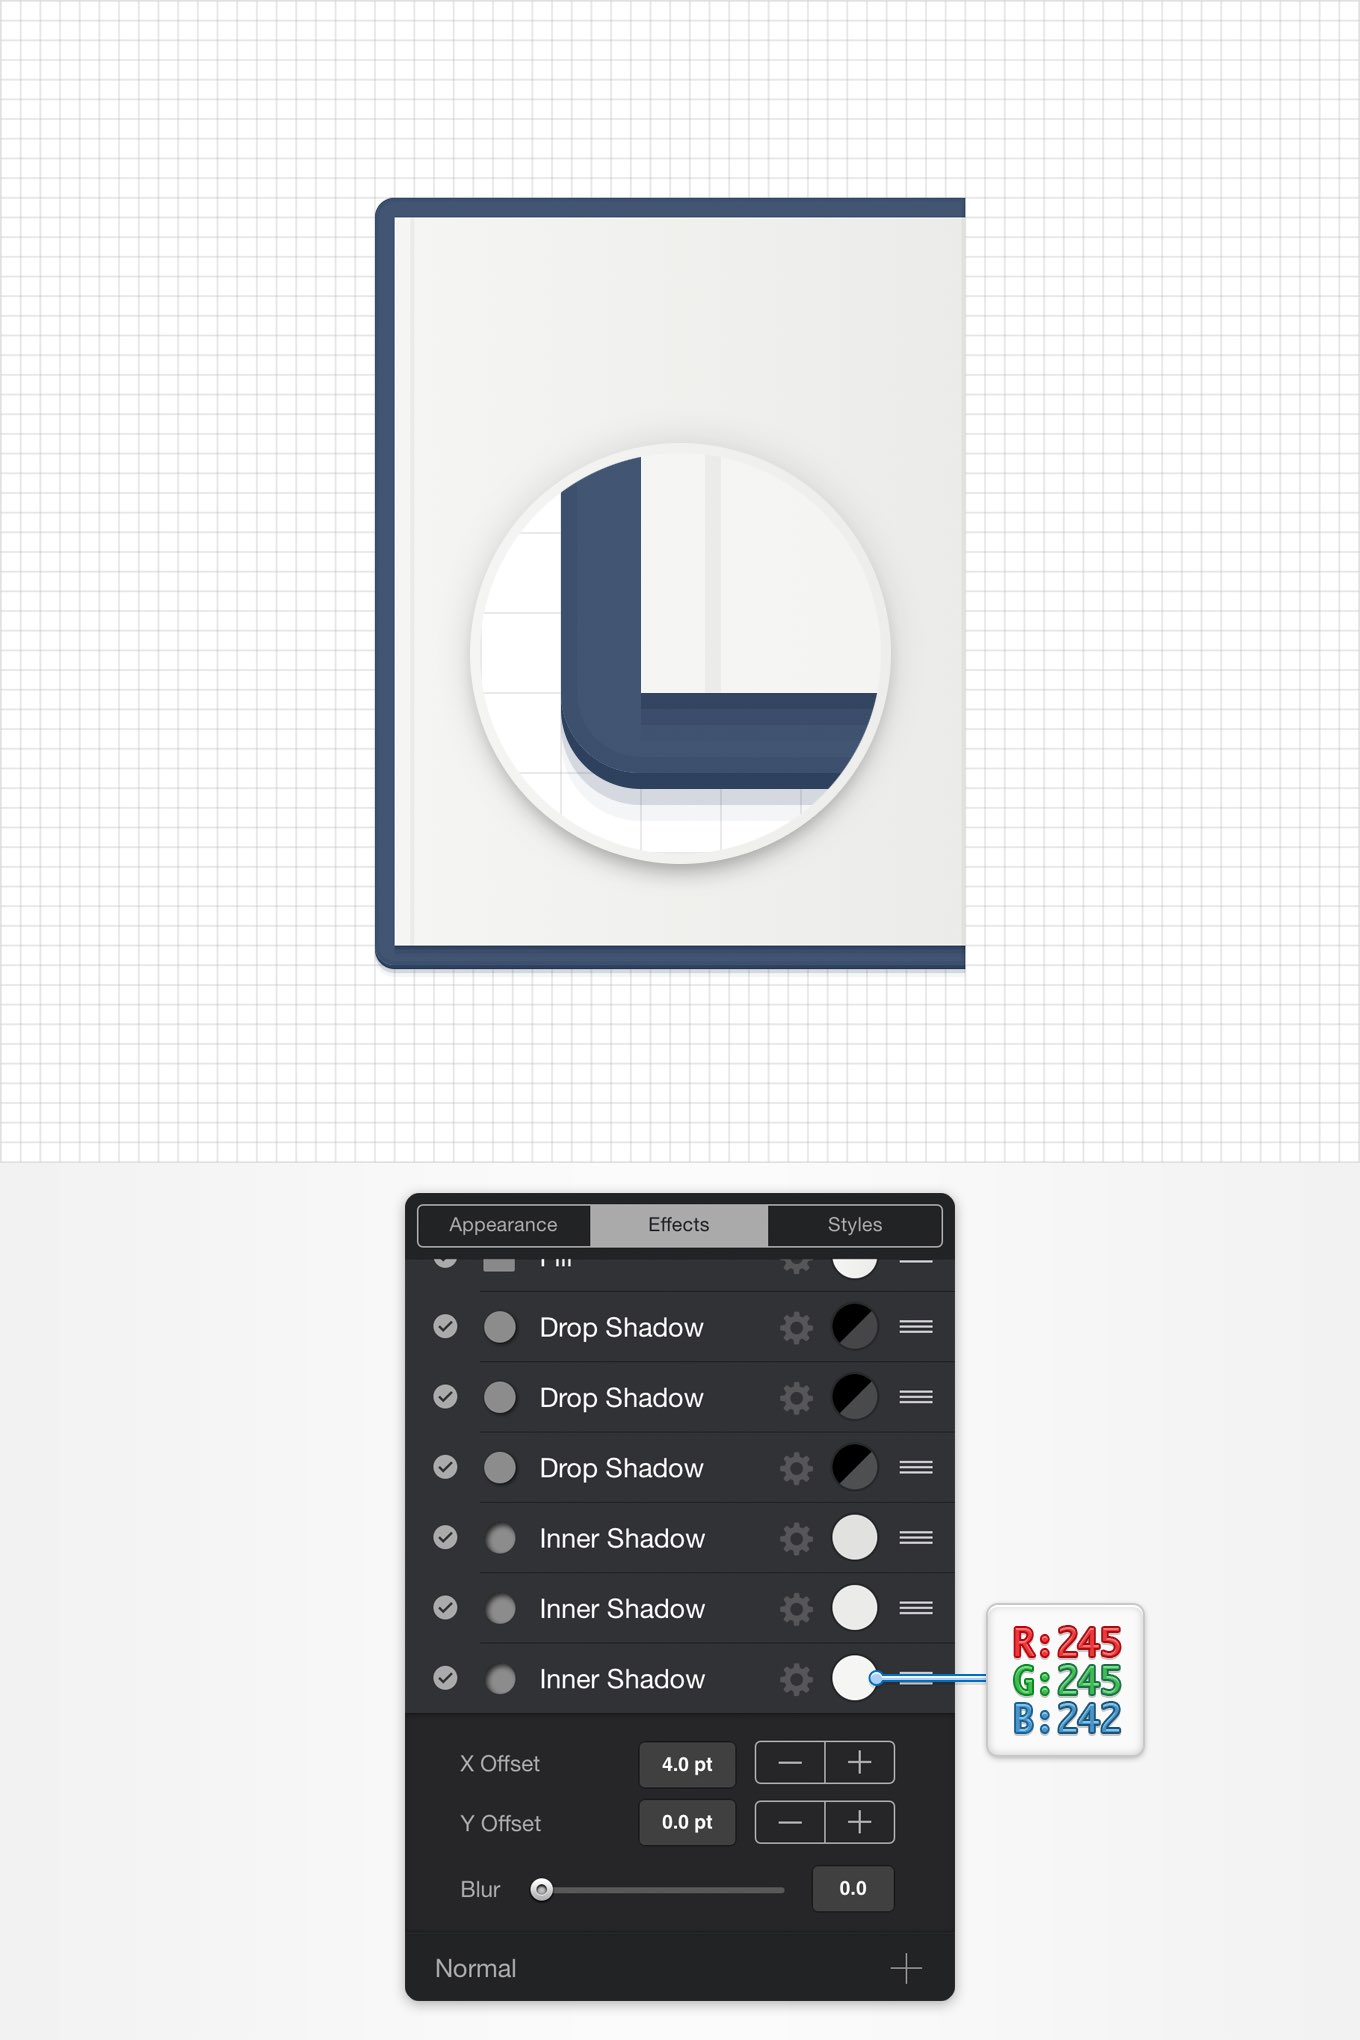 Appearance
Effects
Styles
Fill
Drop Shadow
Drop Shadow
Drop Shadow
Inner Shadow
Inner Shadow
Inner Shadow
R:245
G:245
B:242
X Offset
4.0 pt
Y Offset
0.0 pt
Blur
0.0
Normal